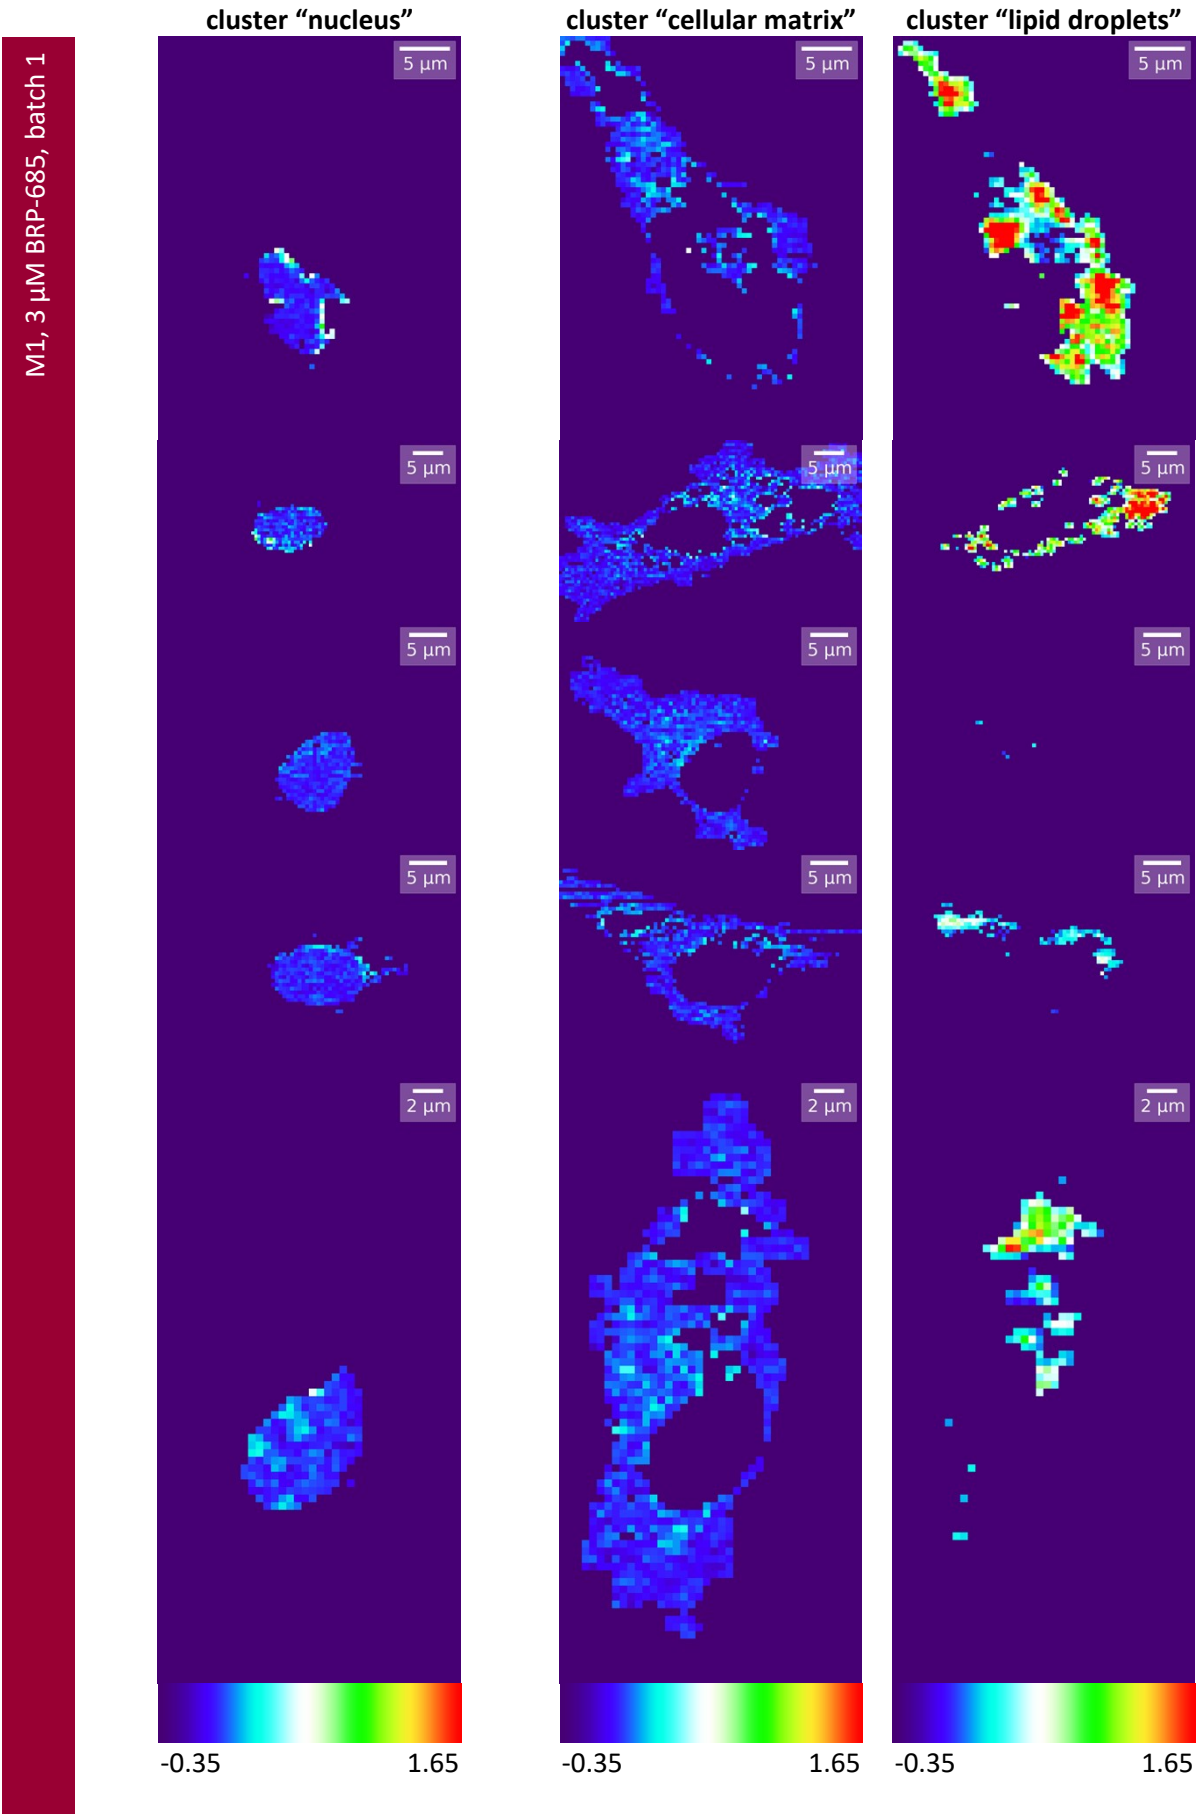 cluster “nucleus”
cluster “cellular matrix”
cluster “lipid droplets”
M1, 3 µM BRP-685, batch 1
5 µm
5 µm
5 µm
5 µm
5 µm
5 µm
5 µm
5 µm
5 µm
5 µm
5 µm
5 µm
2 µm
2 µm
2 µm
-0.35
1.65
-0.35
1.65
-0.35
1.65